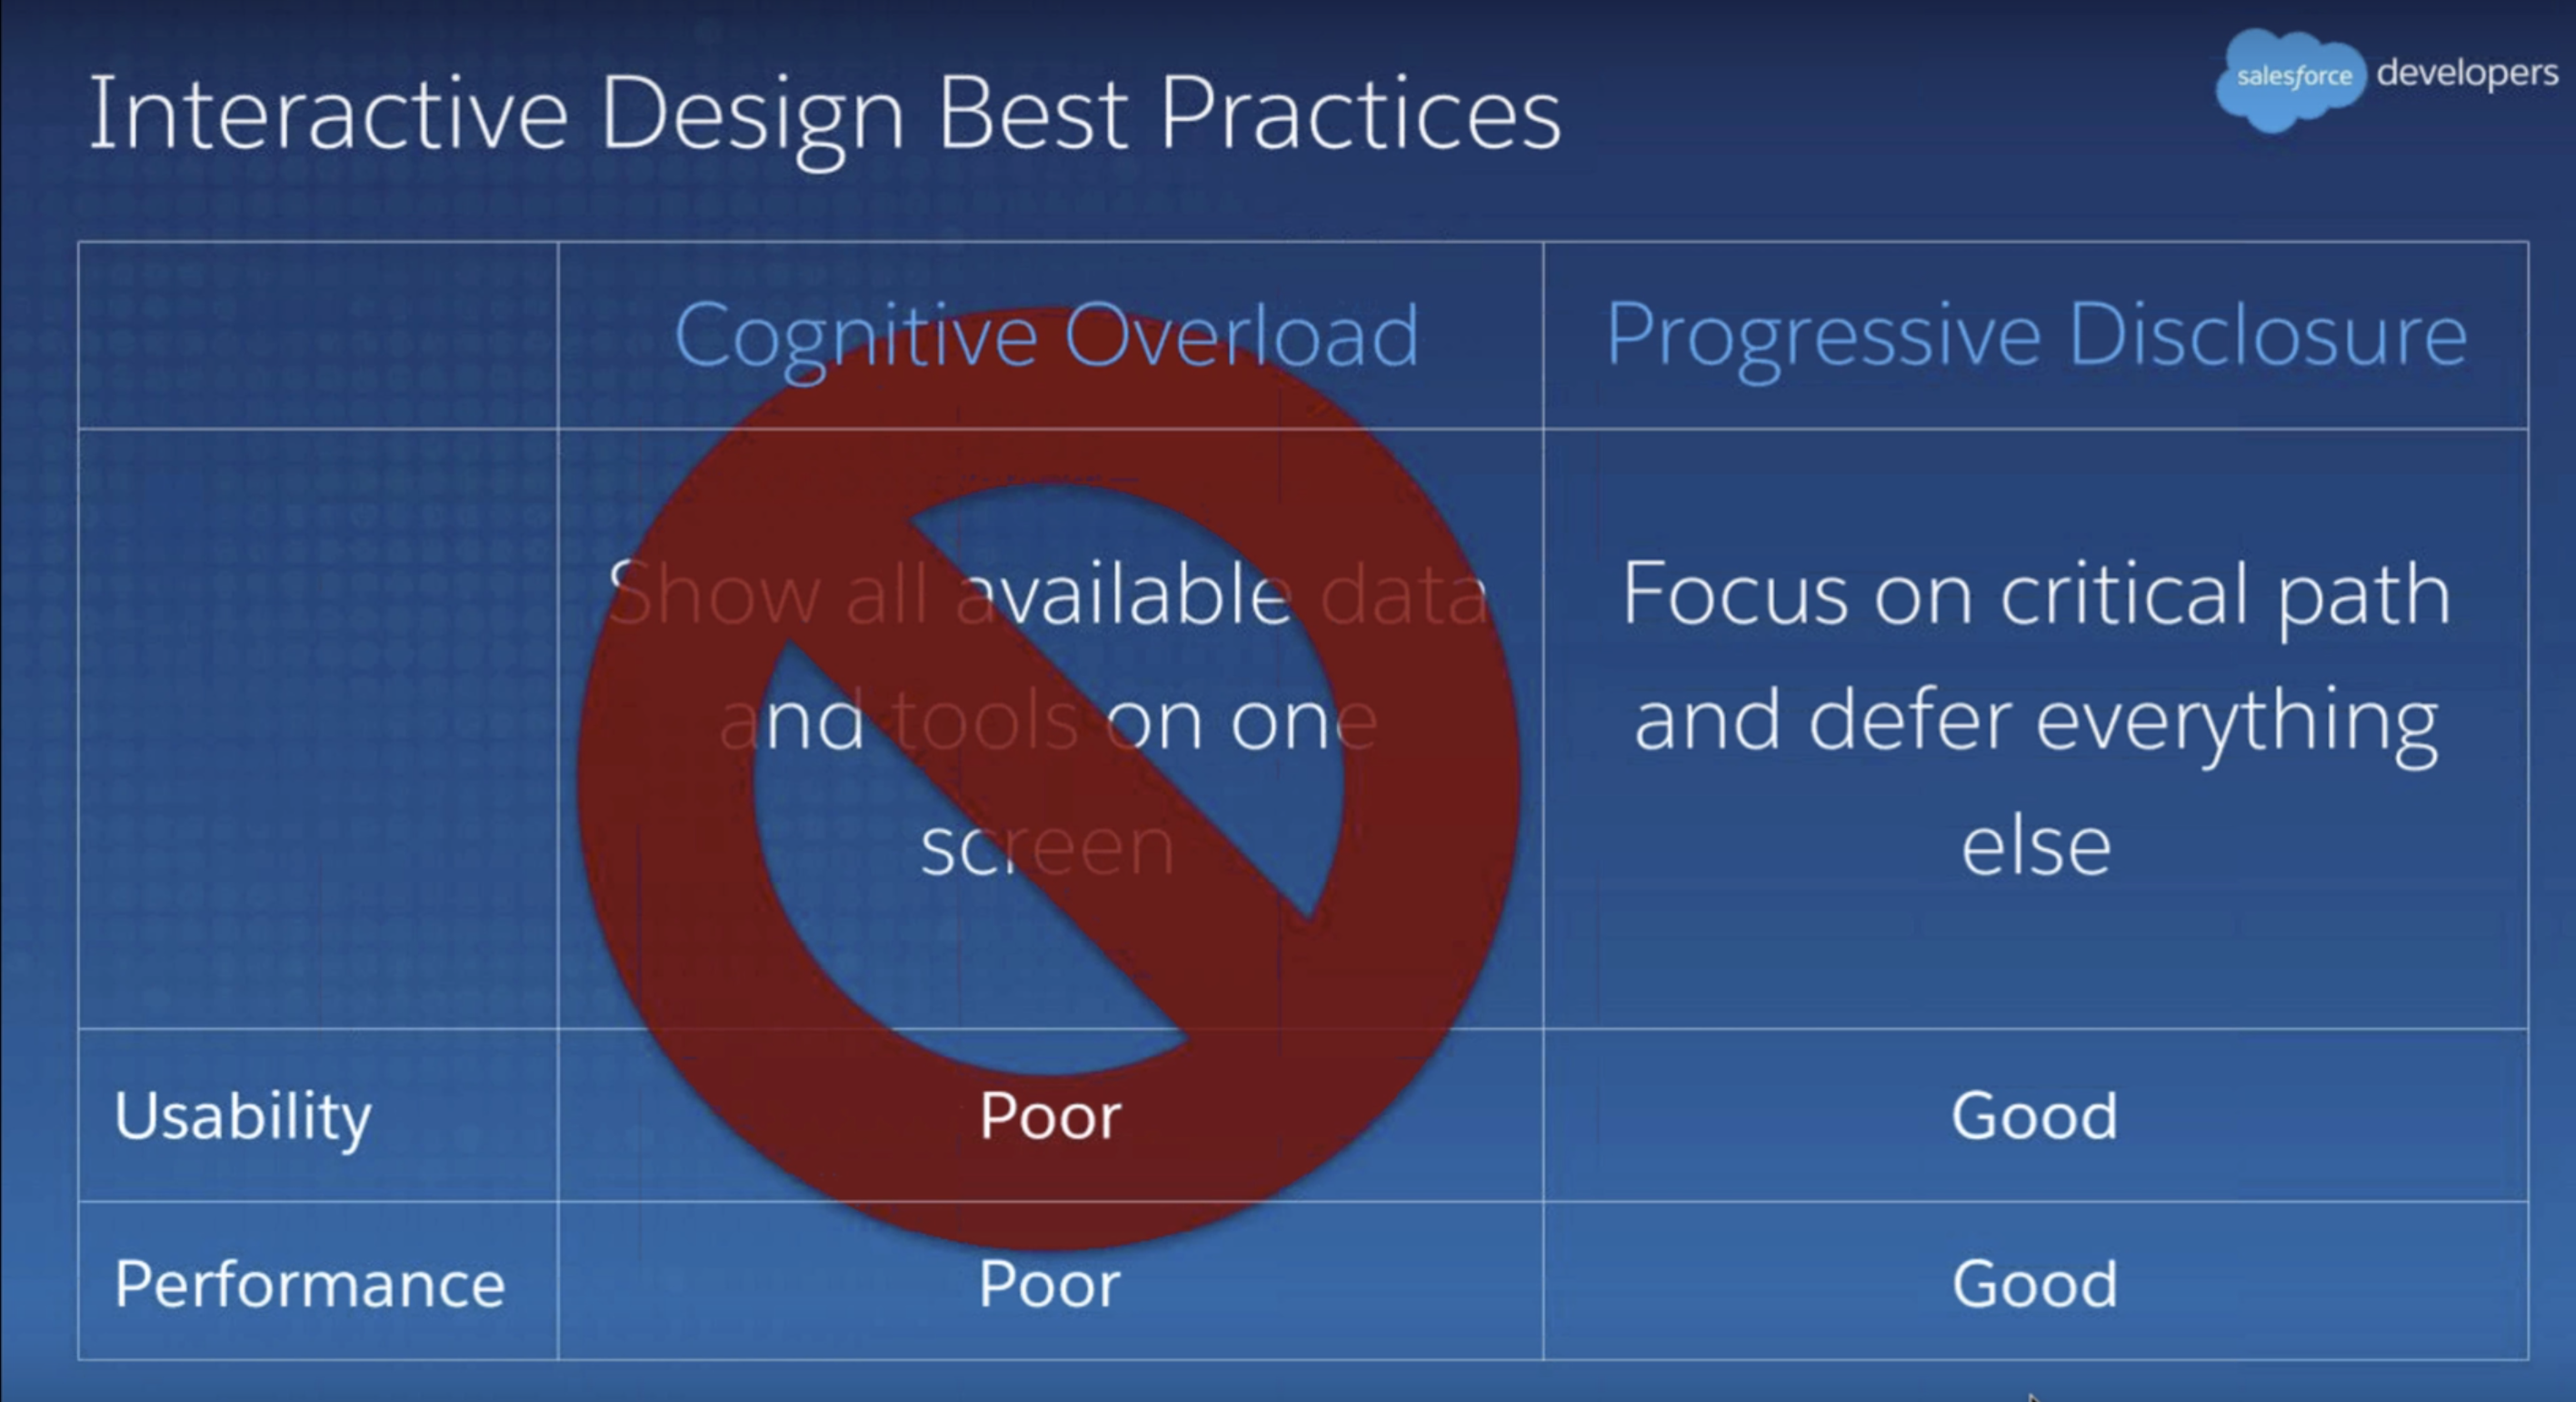 Interactive Design Best Practices
salesforce developers
Cognitive Overload
Progressive Disclosure
Show all available data
and tools on one
screen
Focus on critical path
and defer everything
else
Usability
Poor
Good
Performance
Poor
Good